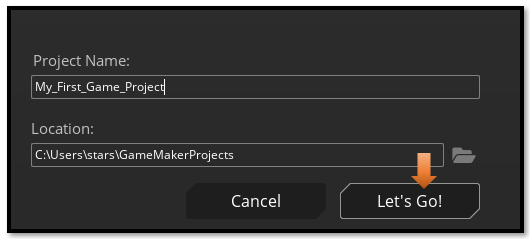 Project Name:
My_First_Game_Project
Location:
C:\Users\stars\GameMakerProjects
Cancel
Let's Go!